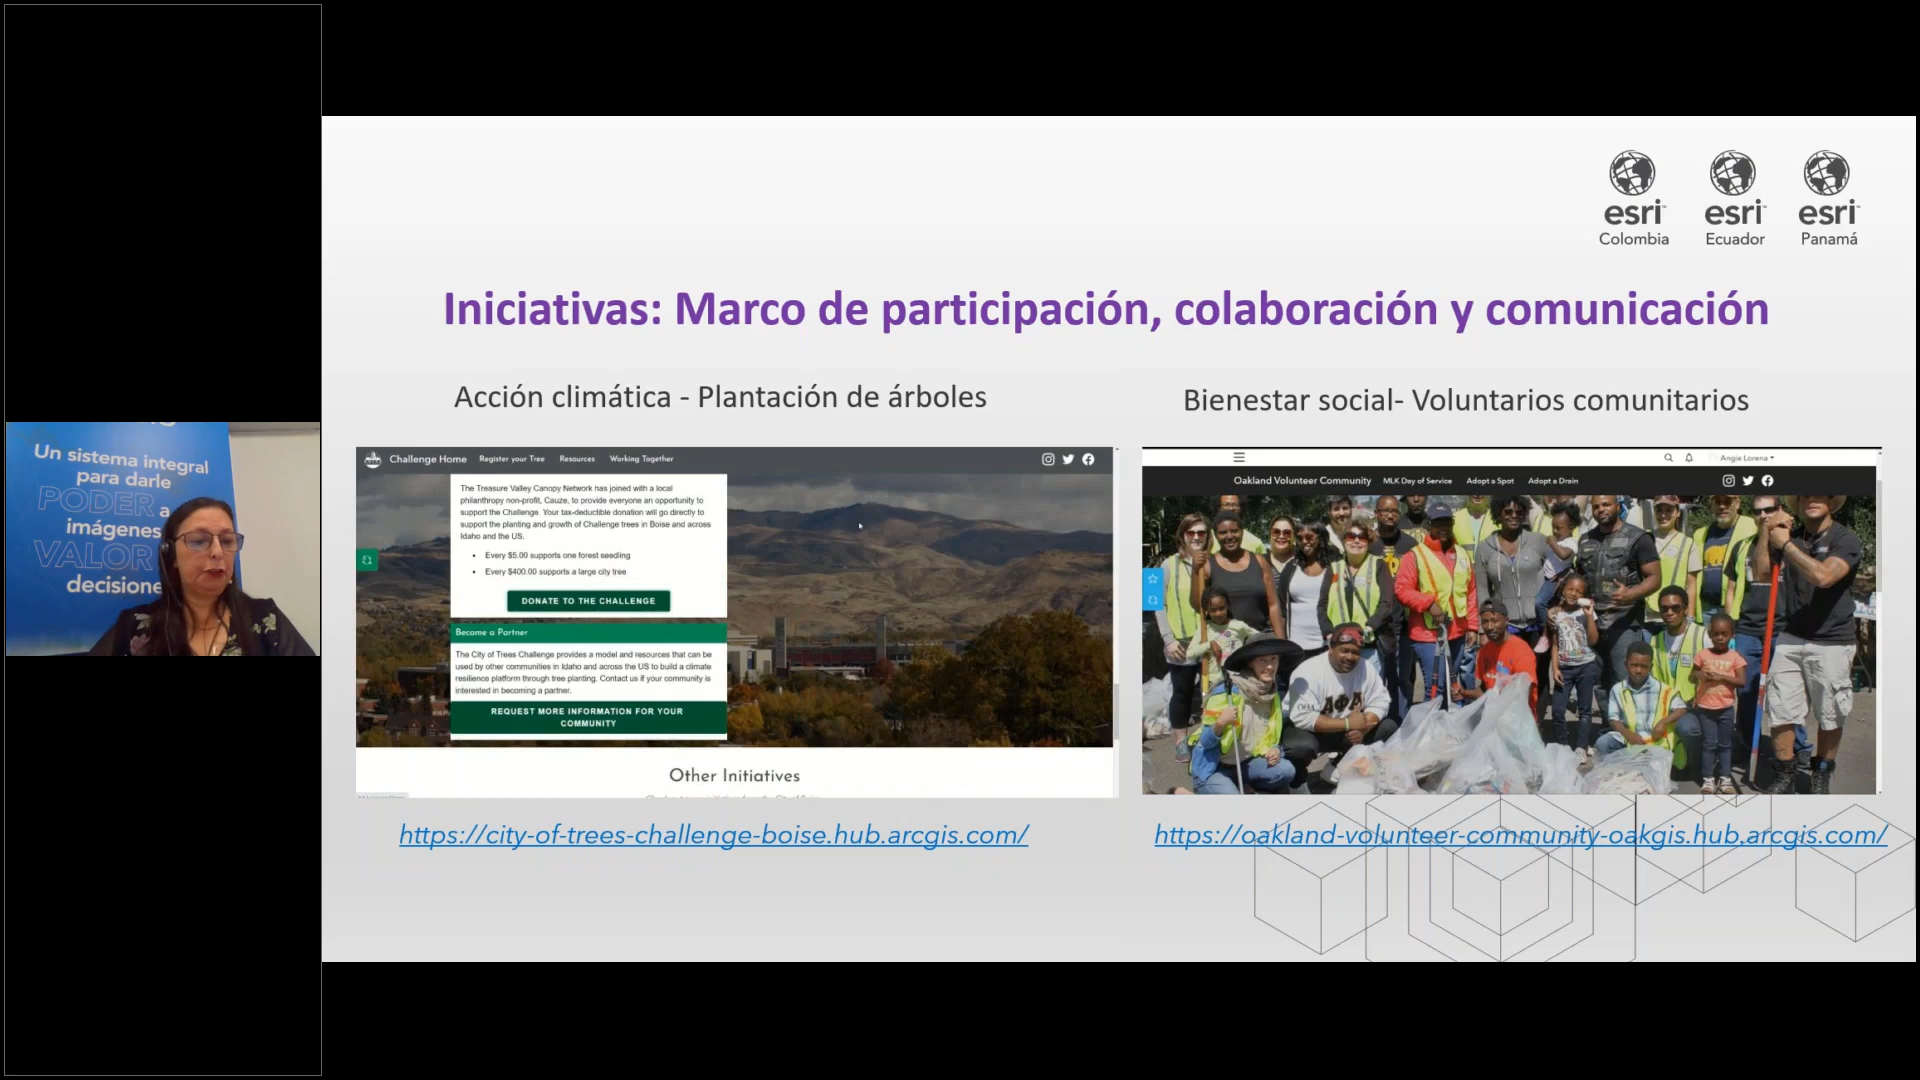 Un sistema integral
para darle
PODER a
imágenes
VALOR
decisione
esri
Colombia
esri
Ecuador
esri
Panamá
Iniciativas: Marco de participación, colaboración y comunicación
Acción climática - Plantación de árboles
Challenge Home Register your Tree Resources Working Together
The Treasure Valley Canopy Network has joined with a local
philanthropy non-profit, Cauze, to provide everyone an opportunity to
support the Challenge. Your tax-deductible donation will go directly to
support the planting and growth of Challenge trees in Boise and across
Idaho and the US.
• Every $5.00 supports one forest seedling
• Every $400.00 supports a large city tree
DONATE TO THE CHALLENGE
Become a Partner
The City of Trees Challenge provides a model and resources that can be
used by other communities in Idaho and across the US to build a climate
resilience platform through tree planting. Contact us if your community is
interested in becoming a partner.
REQUEST MORE INFORMATION FOR YOUR
COMMUNITY
Other Initiatives
https://city-of-trees-challenge-boise.hub.arcgis.com/
Bienestar social- Voluntarios comunitarios
Angie Lorena
Oakland Volunteer Community MLK Day of Service Adopt a Spot Adopt a Drain
ΑΦΑ
https://oakland-volunteer-community-oakgis.hub.arcgis.com/